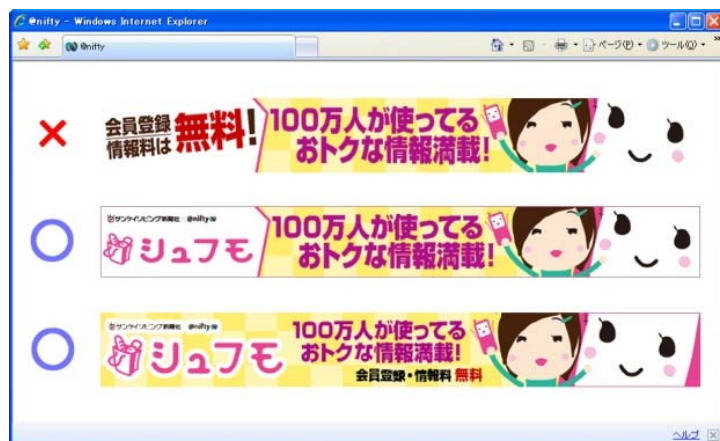 @nifty - Windows Internet Explorer
@nifty
ページ(P)
ツール(O)
×
会員登録
情報料は
無料!
100万人が使ってる
おトクな情報満載!
サンケイリビング新聞社 @nifty
シュフモ
100万人が使ってる
おトクな情報満載!
サンケイリビング新聞社 @nifty
シュフモ
100万人が使ってる
おトクな情報満載!
会員登録・情報料 無料
ヘルプ